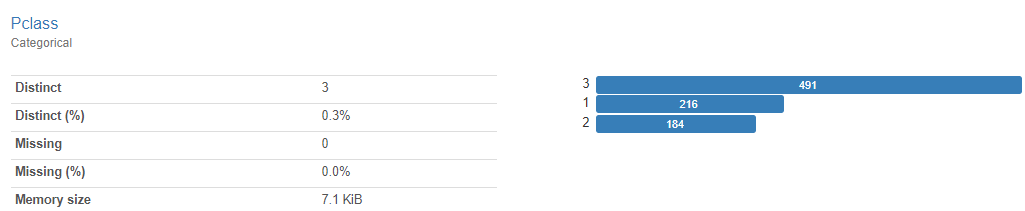 Pclass
Categorical
Distinct 3
Distinct (%) 0.3%
Missing 0
Missing (%) 0.0%
Memory size 7.1 KiB
3 491
1 216
2 184